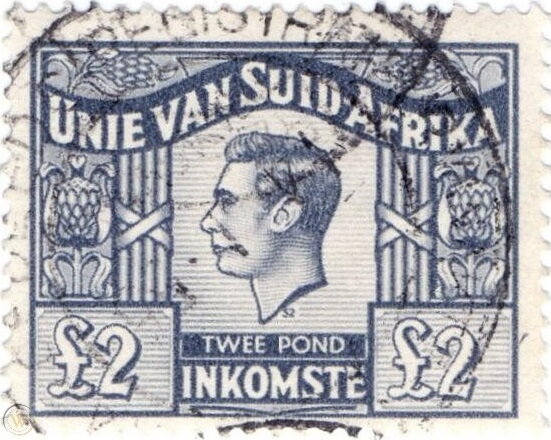 UNIE VAN SUID-AFRIKA
£2
£2
TWEE POND
INKOMSTE